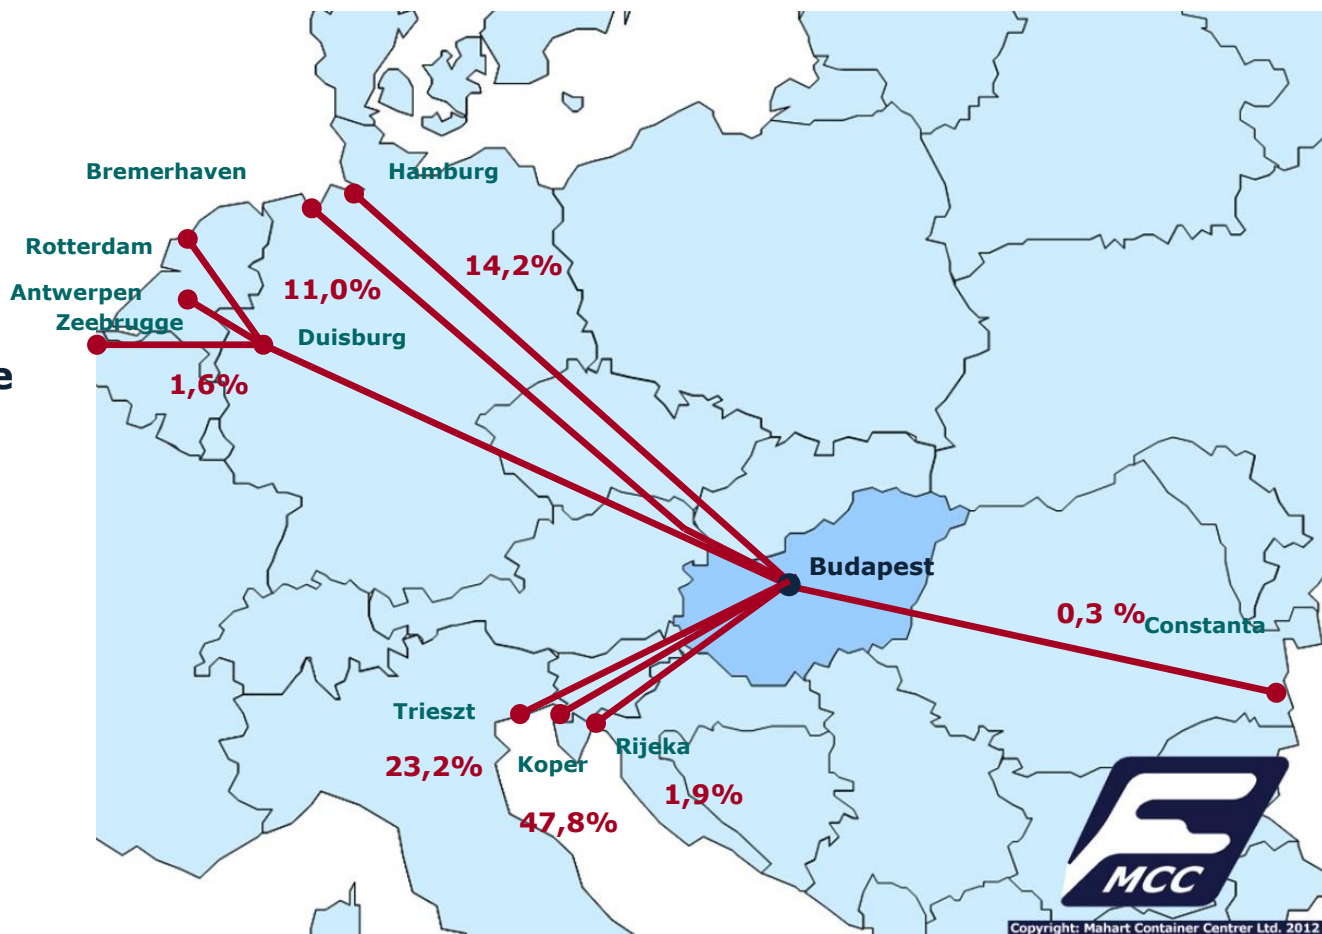 Bremerhaven
Hamburg
Rotterdam
14,2%
11,0%
Antwerpen
Zeebrugge
Duisburg
e
1,6%
Budapest
0,3 %
Constanta
Trieszt
Rijeka
Koper
23,2%
1,9%
47,8%
MCC
Copyright: Mahart Container Centrer Ltd. 2012